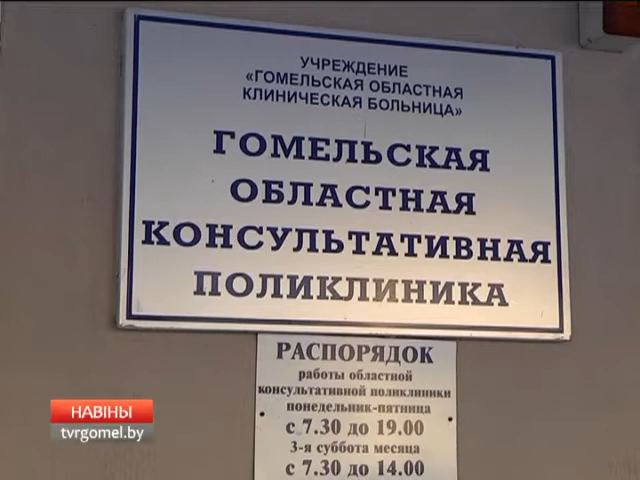 УЧРЕЖДЕНИЕ
«ГОМЕЛЬСКАЯ ОБЛАСТНАЯ
КЛИНИЧЕСКАЯ БОЛЬНИЦА»
ГОМЕЛЬСКАЯ
ОБЛАСТНАЯ
КОНСУЛЬТАТИВНАЯ
ПОЛИКЛИНИКА
РАСПОРЯДОК
работы областной
консультативной поликлиники
понедельник-пятница
с 7.30 до 19.00
3-я суббота месяца
с 7.30 до 14.00
НАВІНЫ
tvrgomel.by